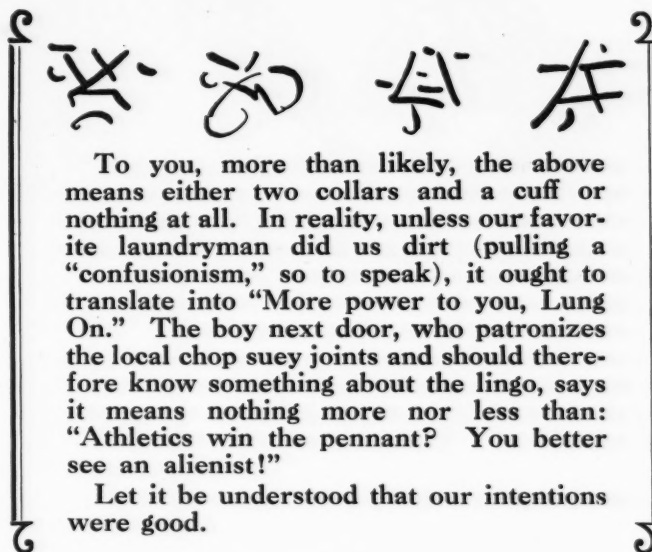 To you, more than likely, the above
means either two collars and a cuff or
nothing at all. In reality, unless our favor-
ite laundryman did us dirt (pulling a
“confusionism,” so to speak), it ought to
translate into “More power to you, Lung
On.” The boy next door, who patronizes
the local chop suey joints and should there-
fore know something about the lingo, says
it means nothing more nor less than:
“Athletics win the pennant? You better
see an alienist!”
Let it be understood that our intentions
were good.